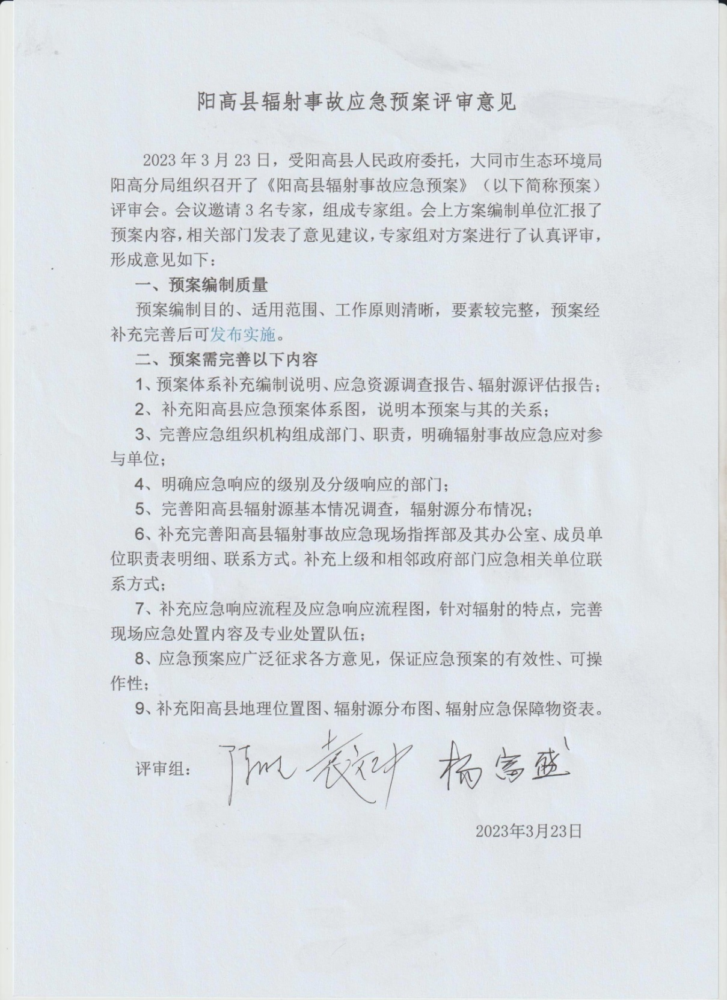 阳高县辐射事故应急预案评审意见
2023年3月23日，受阳高县人民政府委托，大同市生态环境局
阳高分局组织召开了《阳高县辐射事故应急预案》（以下简称预案）
评审会。会议邀请3名专家，组成专家组。会上方案编制单位汇报了
预案内容，相关部门发表了意见建议，专家组对方案进行了认真评审，
形成意见如下：
一、预案编制质量
预案编制目的、适用范围、工作原则清晰，要素较完整，预案经
补充完善后可发布实施。
二、预案需完善以下内容
1、预案体系补充编制说明、应急资源调查报告、辐射源评估报告；
2、补充阳高县应急预案体系图，说明本预案与其的关系；
3、完善应急组织机构组成部门、职责，明确辐射事故应急应对参
与单位；
4、明确应急响应的级别及分级响应的部门；
5、完善阳高县辐射源基本情况调查，辐射源分布情况；
6、补充完善阳高县辐射事故应急现场指挥部及其办公室、成员单
位职责表明细、联系方式。补充上级和相邻政府部门应急相关单位联
系方式；
7、补充应急响应流程及应急响应流程图，针对辐射的特点，完善
现场应急处置内容及专业处置队伍；
8、应急预案应广泛征求各方意见，保证应急预案的有效性、可操
作性；
9、补充阳高县地理位置图、辐射源分布图、辐射应急保障物资表。
评审组： 杨富盛
2023年3月23日